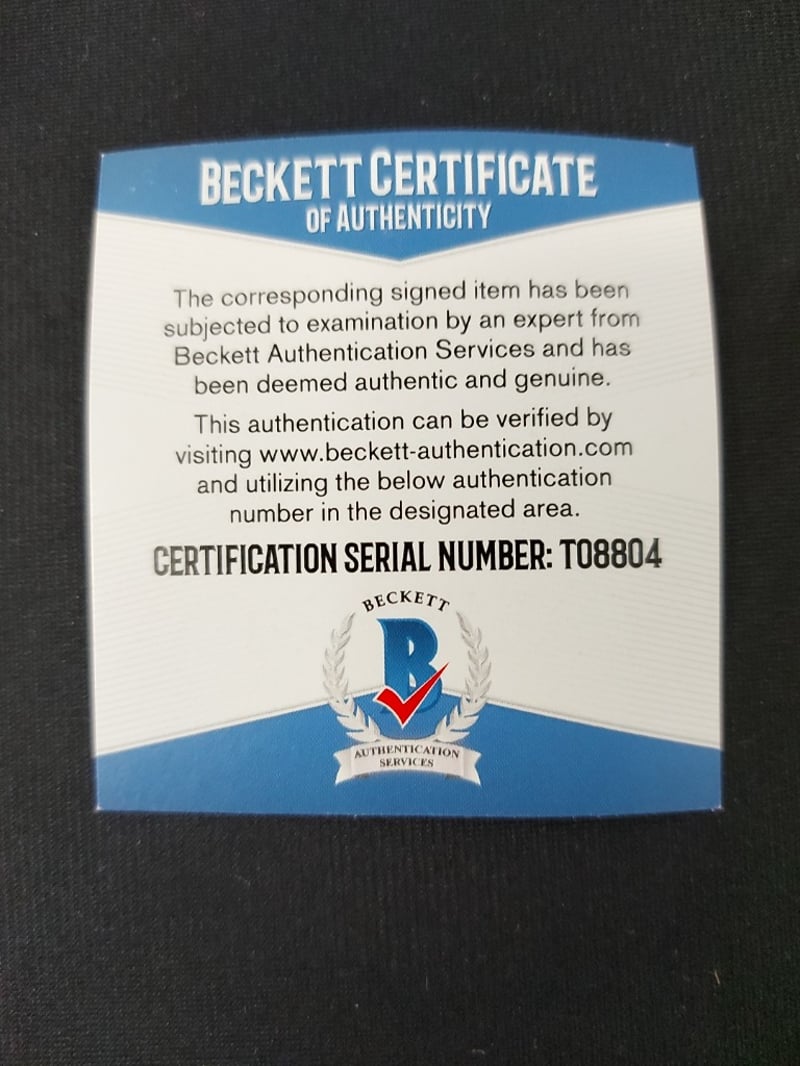 BECKETT CERTIFICATE
OF AUTHENTICITY
The corresponding signed item has been
subjected to examination by an expert from
Beckett Authentication Services and has
been deemed authentic and genuine.
This authentication can be verified by
visiting www.beckett-authentication.com
and utilizing the below authentication
number in the designated area.
CERTIFICATION SERIAL NUMBER: T08804
BECKETT
B
AUTHENTICATION
SERVICES